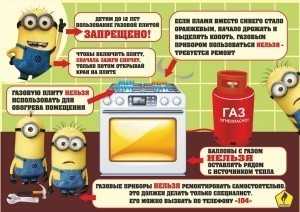 ДЕТЯМ ДО 12 ЛЕТ
ПОЛЬЗОВАНИЕ ГАЗОВОЙ ПЛИТОЙ
ЗАПРЕЩЕНО!
ЕСЛИ ПЛАМЯ ВМЕСТО СИНЕГО СТАЛО
ОРАНЖЕВЫМ, НАЧАЛО ДРОЖАТЬ И
ВЫДЕЛЯТЬ КОПОТЬ, ГАЗОВЫМ
ПРИБОРОМ ПОЛЬЗОВАТЬСЯ НЕЛЬЗЯ -
ТРЕБУЕТСЯ РЕМОНТ
ЧТОБЫ ВКЛЮЧИТЬ ПЛИТУ,
СНАЧАЛА ЗАЖГИ СПИЧКУ,
ТОЛЬКО ПОТОМ ОТКРЫВАЙ
КРАН НА ПЛИТЕ
ГАЗОВУЮ ПЛИТУ НЕЛЬЗЯ
ИСПОЛЬЗОВАТЬ ДЛЯ
ОБОГРЕВА ПОМЕЩЕНИЯ
ГАЗ
ОГНЕОПАСНО!
БАЛЛОНЫ С ГАЗОМ
НЕЛЬЗЯ
ОСТАВЛЯТЬ РЯДОМ
С ИСТОЧНИКОМ ТЕПЛА
ГАЗОВЫЕ ПРИБОРЫ НЕЛЬЗЯ РЕМОНТИРОВАТЬ САМОСТОЯТЕЛЬНО.
ЭТО ДОЛЖЕН ДЕЛАТЬ ТОЛЬКО СПЕЦИАЛИСТ.
ЕГО МОЖНО ВЫЗВАТЬ ПО ТЕЛЕФОНУ «104»